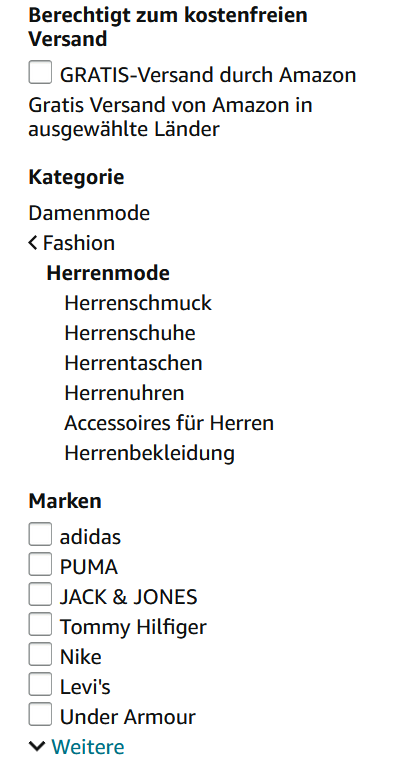 Berechtigt zum kostenfreien
Versand
GRATIS-Versand durch Amazon
Gratis Versand von Amazon in
ausgewählte Länder
Kategorie
Damenmode
Fashion
Herrenmode
Herrenschmuck
Herrenschuhe
Herrentaschen
Herrenuhren
Accessoires für Herren
Herrenbekleidung
Marken
adidas
PUMA
JACK & JONES
Tommy Hilfiger
Nike
Levi's
Under Armour
Weitere